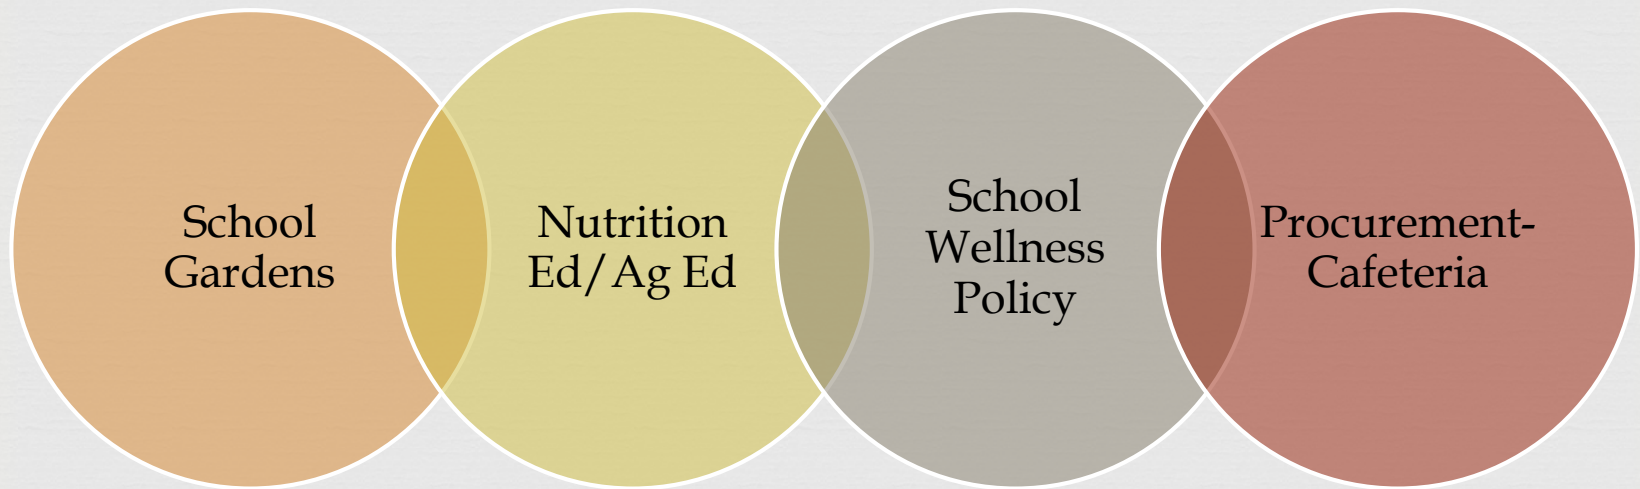 School
Gardens
Nutrition
Ed/Ag Ed
School
Wellness
Policy
Procurement-
Cafeteria